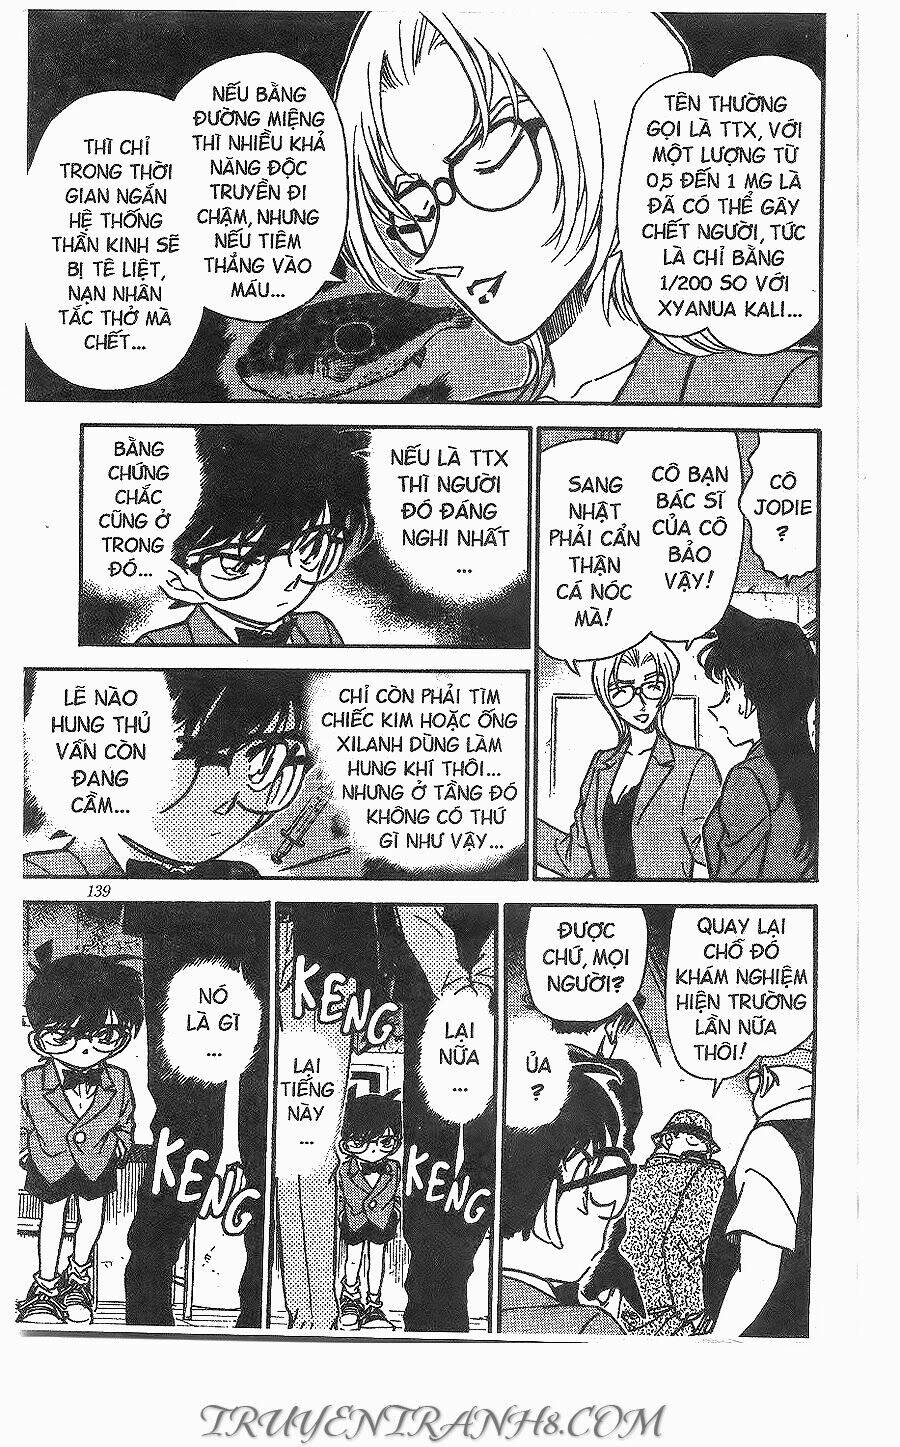 TÊN THƯỜNG
GỌI LÀ TTX, VỚI
MỘT LƯỢNG TỪ
0,5 ĐẾN 1 MG LÀ
ĐÃ CÓ THỂ GÂY
CHẾT NGƯỜI, TỨC
LÀ CHỈ BẰNG
1/200 SO VỚI
XYANUA KALI...
NẾU BẰNG
ĐƯỜNG MIỆNG
THÌ NHIỀU KHẢ
NĂNG ĐỘC
TRUYỀN ĐI
CHẬM, NHƯNG
NẾU TIÊM
THẲNG VÀO
MÁU...
THÌ CHỈ
TRONG THỜI
GIAN NGẮN
HỆ THỐNG
THẦN KINH SẼ
BỊ TÊ LIỆT,
NẠN NHÂN
TẮC THỞ MÀ
CHẾT...
CÔ
JODIE
?
CÔ BẠN
BÁC SĨ
CỦA CÔ
BẢO
VẬY!
SANG
NHẬT
PHẢI CẨN
THẬN
CÁ NÓC
MÀ!
NẾU LÀ TTX
THÌ NGƯỜI
ĐÓ ĐÁNG
NGHI NHẤT
...
BẰNG
CHỨNG
CHẮC
CŨNG Ở
TRONG
ĐÓ...
CHỈ CÒN PHẢI TÌM
CHIẾC KIM HOẶC ỐNG
XILANH DÙNG LÀM
HUNG KHÍ THÔI...
NHƯNG Ở TẦNG ĐÓ
KHÔNG CÓ THỨ
GÌ NHƯ VẬY...
LẼ NÀO
HUNG THỦ
VẪN CÒN
ĐANG
CẦM...
139
QUAY LẠI
CHỖ ĐÓ
KHÁM NGHIỆM
HIỆN TRƯỜNG
LẦN NỮA
THÔI!
ĐƯỢC
CHỨ, MỌI
NGƯỜI?
ỦA
?
LẠI
NỮA
...
KENG
KENG
LẠI
TIẾNG
NÀY
...
NÓ
LÀ GÌ
...
KENG
TRUYENTRANH8.COM